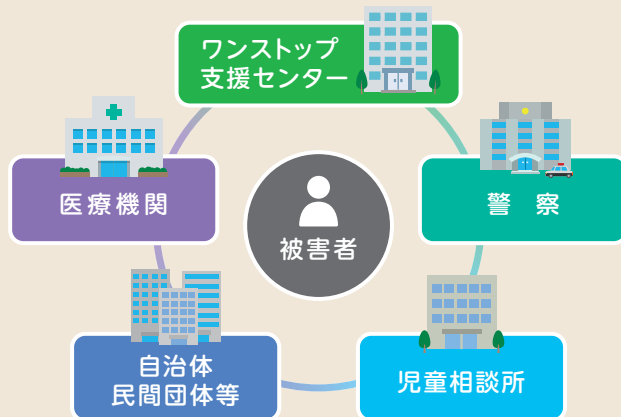 ワンストップ
支援センター
医療機関
警察
被害者
自治体
民間団体等
児童相談所